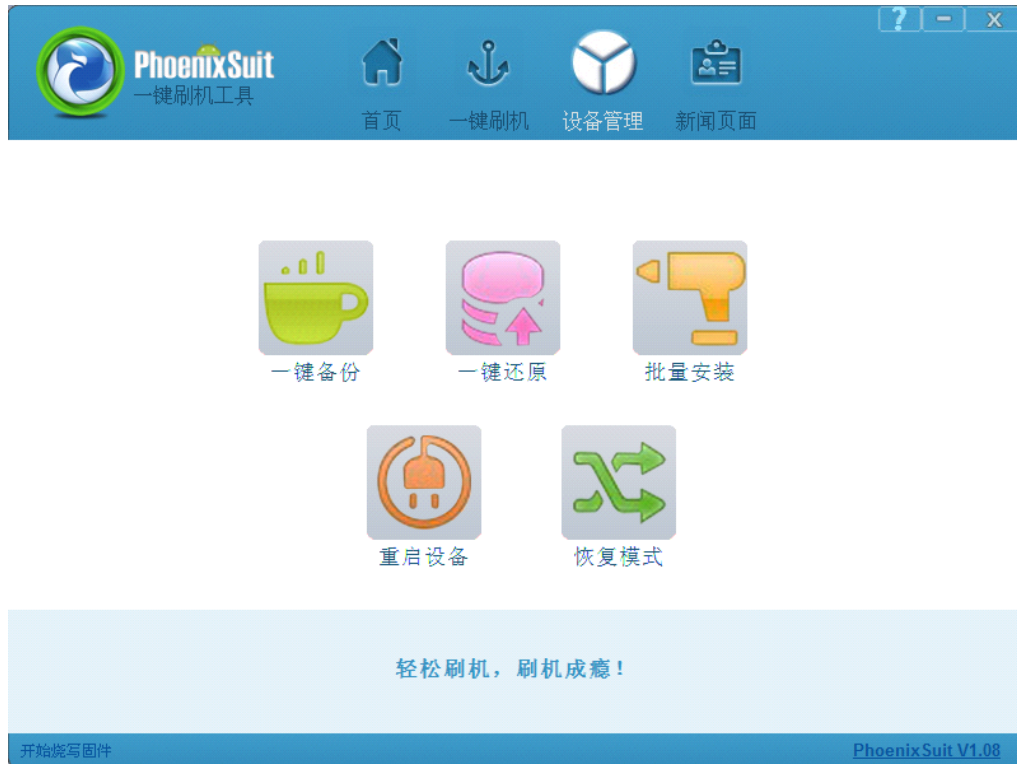 ? - X
PhoenixSuit
一键刷机工具
首页 一键刷机 设备管理 新闻页面
一键备份 一键还原 批量安装
重启设备 恢复模式
轻松刷机，刷机成瘾！
开始烧写固件 PhoenixSuit V1.08